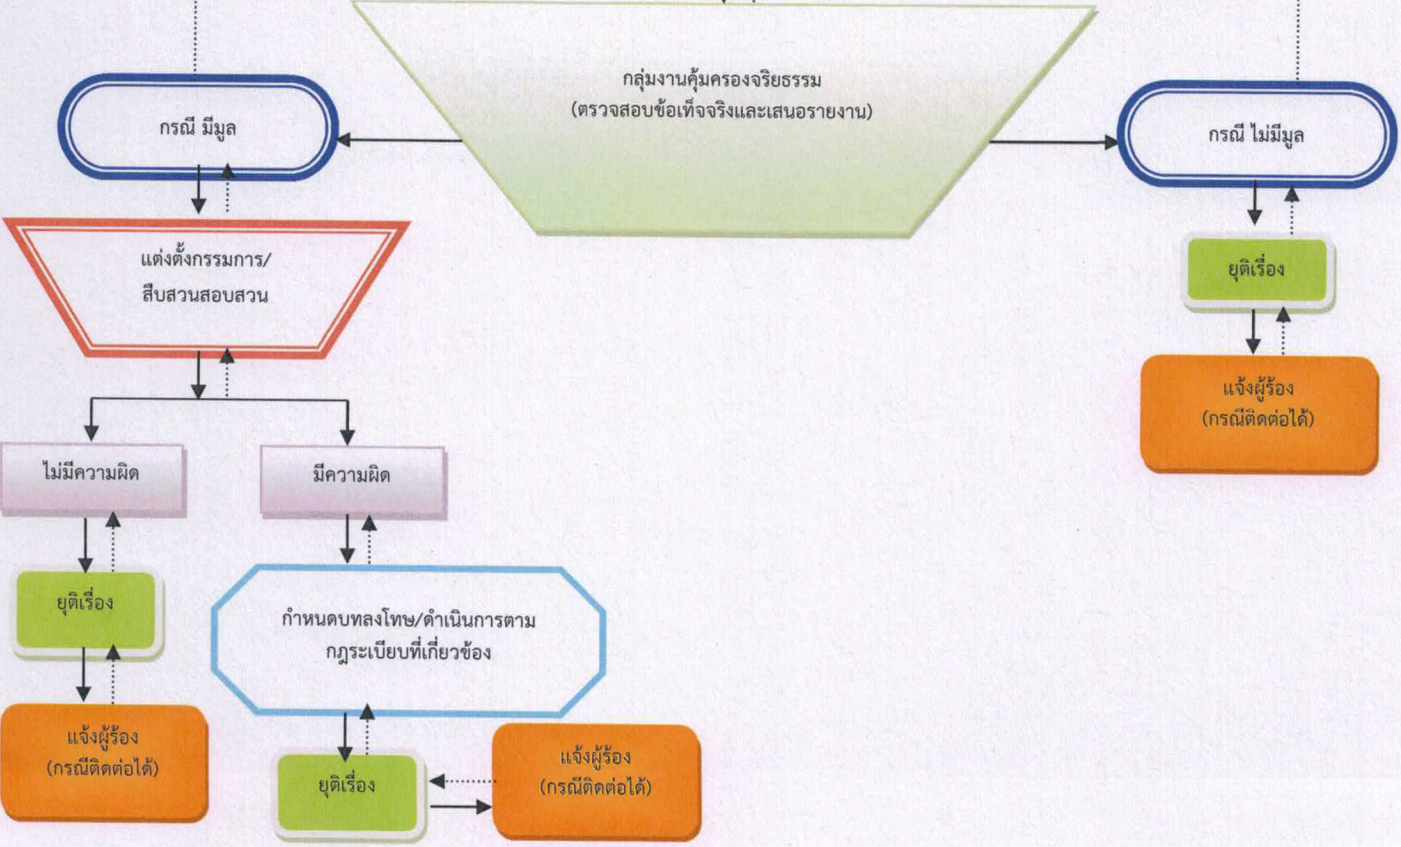 กลุ่มงานคุ้มครองจริยธรรม
(ตรวจสอบข้อเท็จจริงและเสนอรายงาน)
กรณี มีมูล
กรณี ไม่มีมูล
แต่งตั้งกรรมการ/
สืบสวนสอบสวน
ยุติเรื่อง
แจ้งผู้ร้อง
(กรณีติดต่อได้)
ไม่มีความผิด
มีความผิด
ยุติเรื่อง
กำหนดบทลงโทษ/ดำเนินการตาม
กฎระเบียบที่เกี่ยวข้อง
แจ้งผู้ร้อง
(กรณีติดต่อได้)
ยุติเรื่อง
แจ้งผู้ร้อง
(กรณีติดต่อได้)